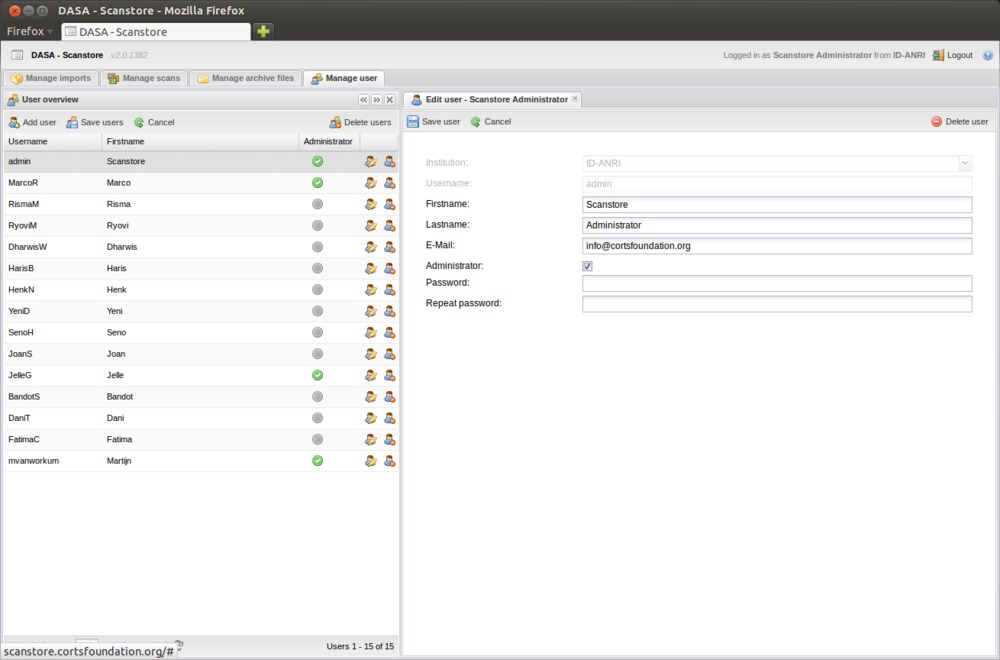 DASA - Scanstore - Mozilla Firefox
Firefox
DASA - Scanstore
DASA - Scanstore v2.0.1382
Logged in as Scanstore Administrator from ID-ANRI Logout
Manage imports Manage scans Manage archive files Manage user
User overview
Add user Save users Cancel Delete users
Username Firstname Administrator
admin Scanstore
MarcoR Marco
RismaM Risma
RyoviM Ryovi
DharwisW Dharwis
HarisB Haris
HenkN Henk
YeniD Yeni
SenoH Seno
JoanS Joan
JelleG Jelle
BandotS Bandot
DaniT Dani
FatimaC Fatima
mvanworkum Martijn
Users 1 - 15 of 15
scanstore.cortsfoundation.org/#
Edit user - Scanstore Administrator
Save user Cancel Delete user
Institution: ID-ANRI
Username: admin
Firstname: Scanstore
Lastname: Administrator
E-Mail: info@cortsfoundation.org
Administrator:
Password:
Repeat password: